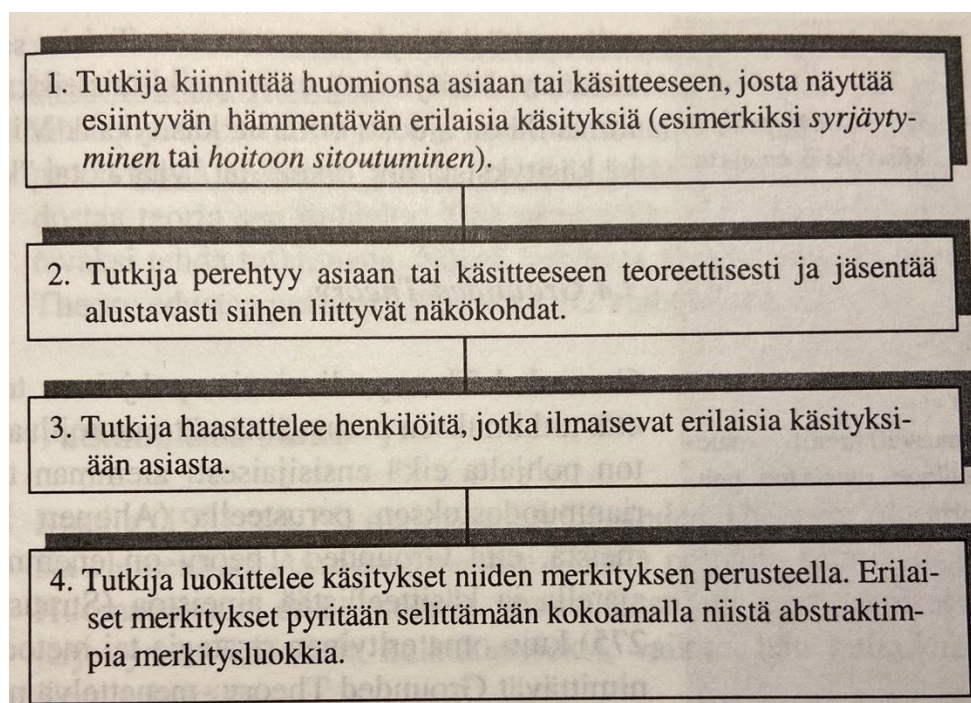 1. Tutkija kiinnittää huomionsa asiaan tai käsitteeseen, josta näyttää
esiintyvän hämmentävän erilaisia käsityksiä (esimerkiksi syrjäyty-
minen tai hoitoon sitoutuminen).
2. Tutkija perehtyy asiaan tai käsitteeseen teoreettisesti ja jäsentää
alustavasti siihen liittyvät näkökohdat.
3. Tutkija haastattelee henkilöitä, jotka ilmaisevat erilaisia käsityksi-
ään asiasta.
4. Tutkija luokittelee käsitykset niiden merkityksen perusteella. Erilai-
set merkitykset pyritään selittämään kokoamalla niistä abstraktim-
pia merkitysluokkia.